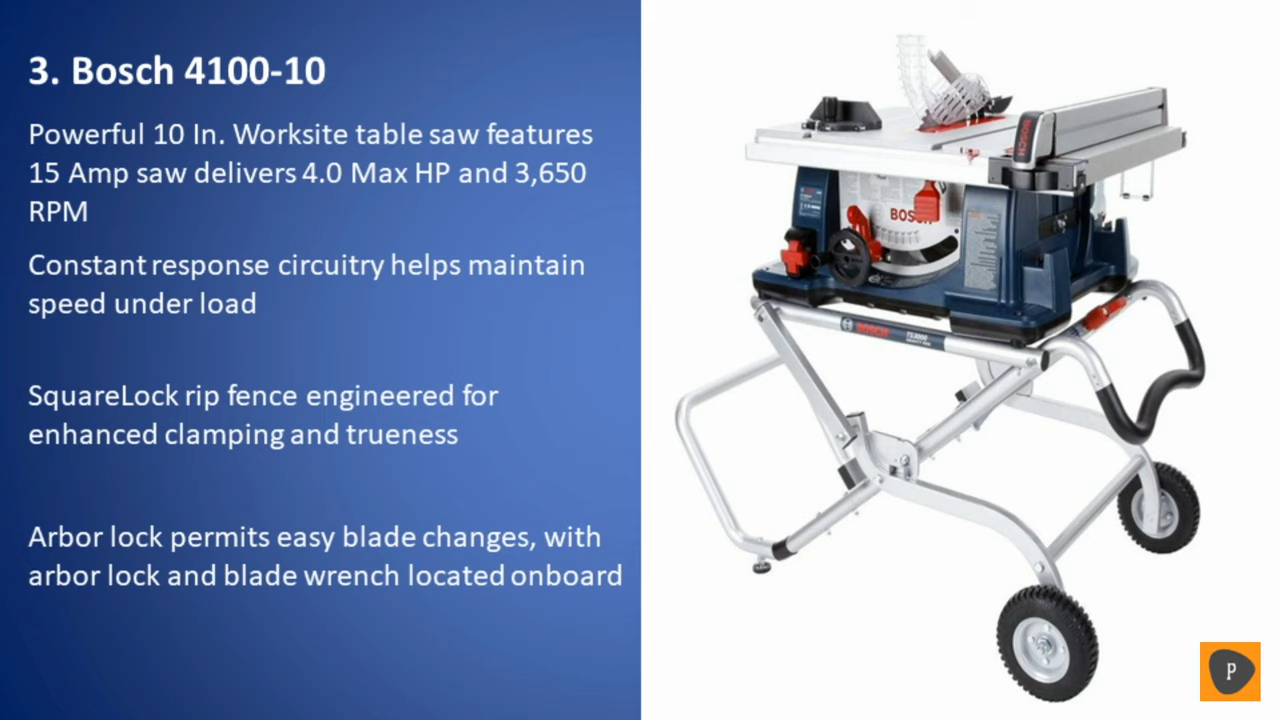 3. Bosch 4100-10
Powerful 10 In. Worksite table saw features
15 Amp saw delivers 4.0 Max HP and 3,650
RPM
Constant response circuitry helps maintain
speed under load
SquareLock rip fence engineered for
enhanced clamping and trueness
Arbor lock permits easy blade changes, with
arbor lock and blade wrench located onboard
BOSCH
BOSCH
BOSCH
P